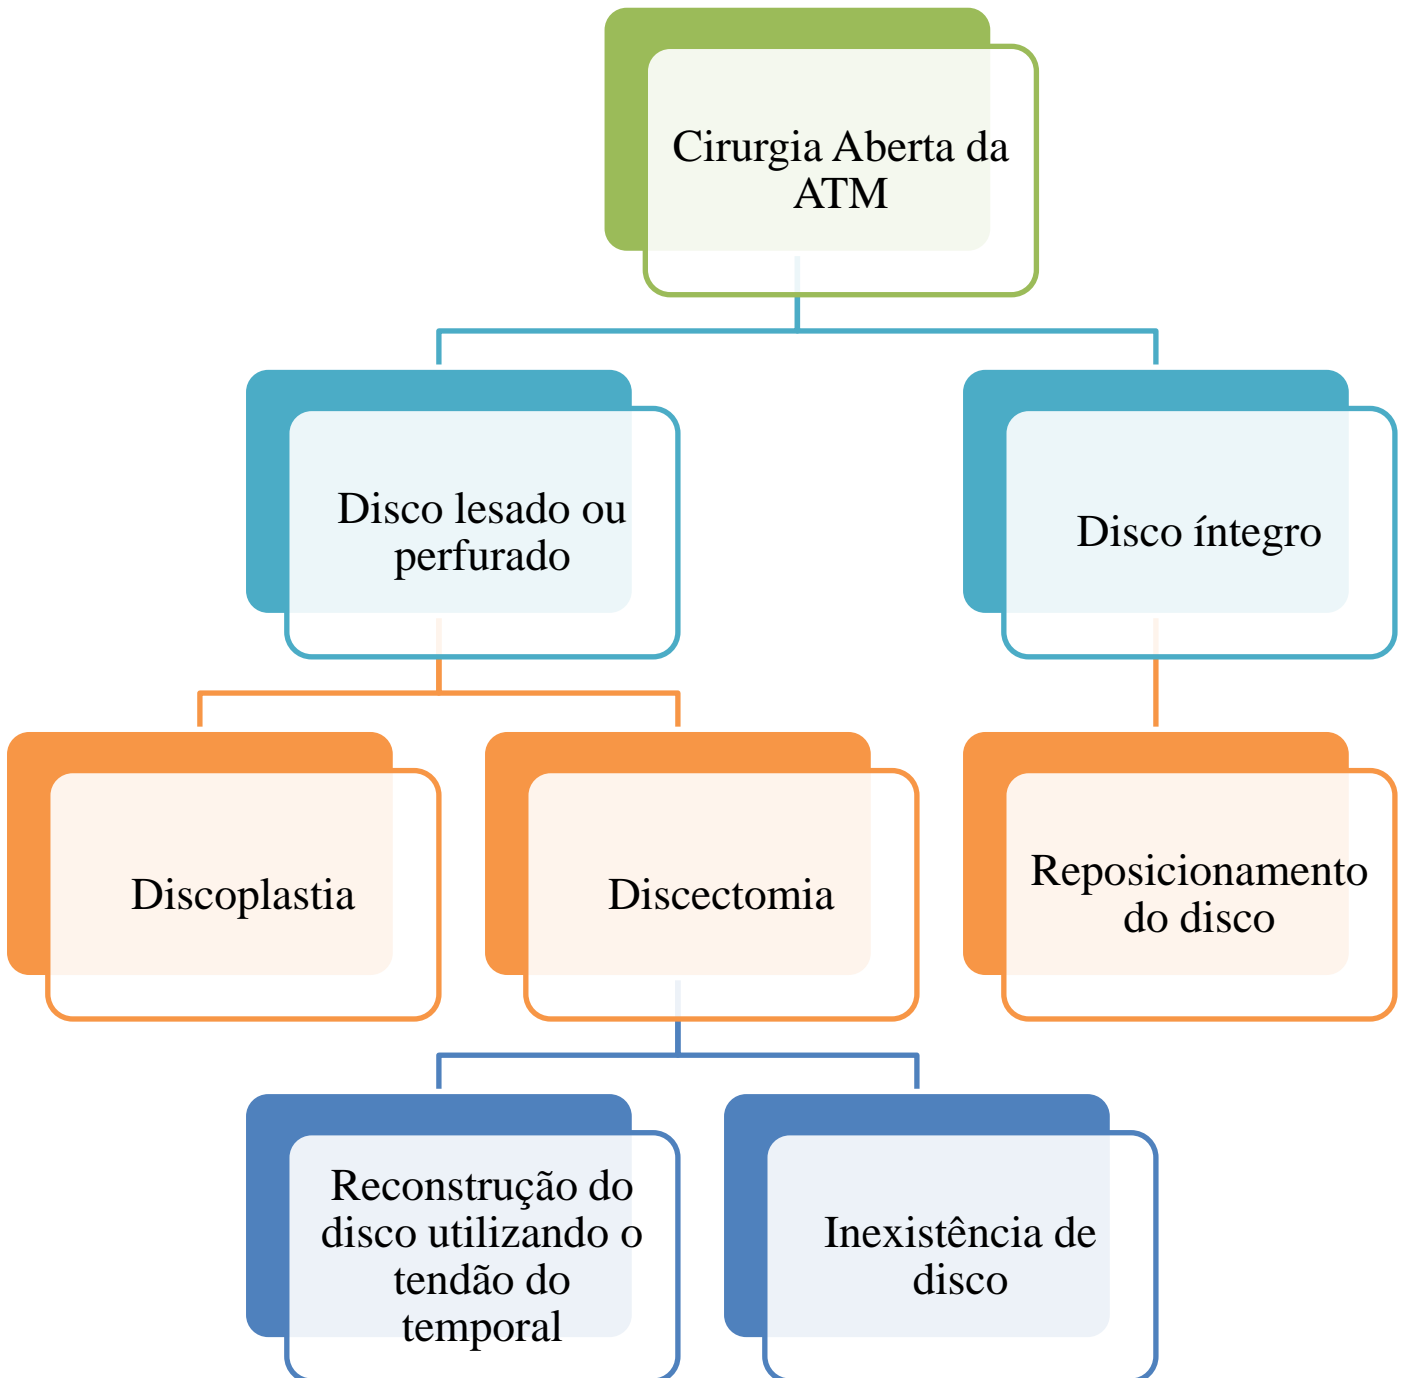 Cirurgia Aberta da
ATM
Disco lesado ou
perfurado
Disco íntegro
Discoplastia
Discectomia
Reposicionamento
do disco
Reconstrução do
disco utilizando o
tendão do
temporal
Inexistência de
disco